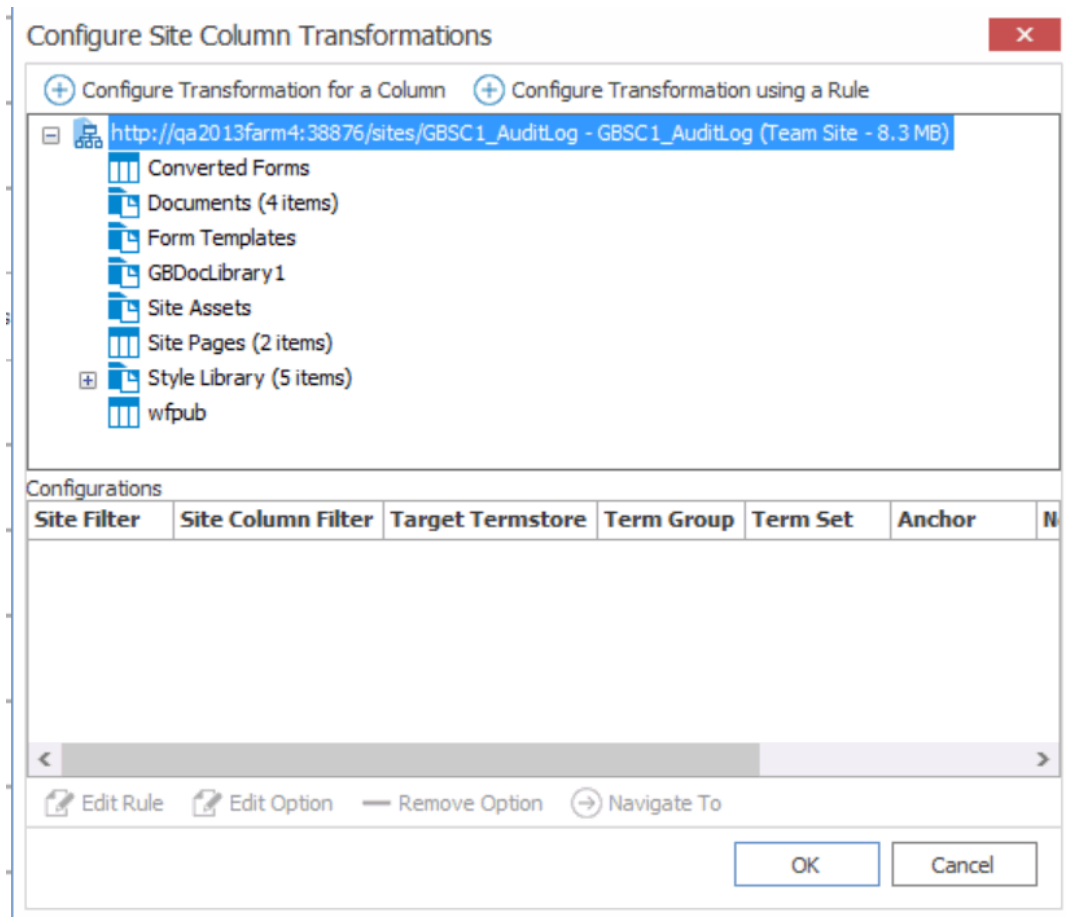 Configure Site Column Transformations
Configure Transformation for a Column Configure Transformation using a Rule
http://qa2013farm4:38876/sites/GBSC1_AuditLog - GBSC1_AuditLog (Team Site - 8.3 MB)
Converted Forms
Documents (4 items)
Form Templates
GBDocLibrary1
Site Assets
Site Pages (2 items)
Style Library (5 items)
wfpub
Configurations
Site Filter Site Column Filter Target Termstore Term Group Term Set Anchor
Edit Rule Edit Option Remove Option Navigate To
OK Cancel